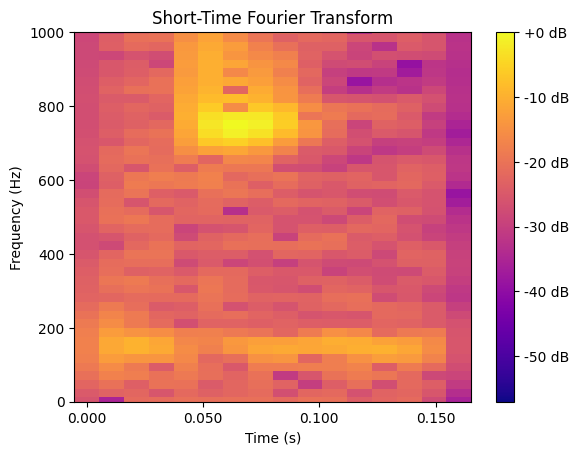 Short-Time Fourier Transform
1000
800
600
400
200
0
Frequency (Hz)
0.000
0.050
0.100
0.150
Time (s)
+0 dB
-10 dB
-20 dB
-30 dB
-40 dB
-50 dB